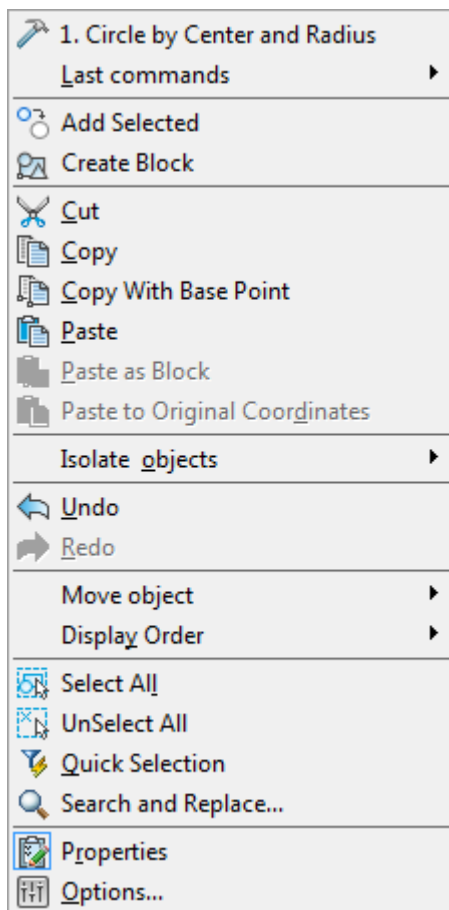 1. Circle by Center and Radius
Last commands
Add Selected
Create Block
Cut
Copy
Copy With Base Point
Paste
Paste as Block
Paste to Original Coordinates
Isolate objects
Undo
Redo
Move object
Display Order
Select All
UnSelect All
Quick Selection
Search and Replace...
Properties
Options...